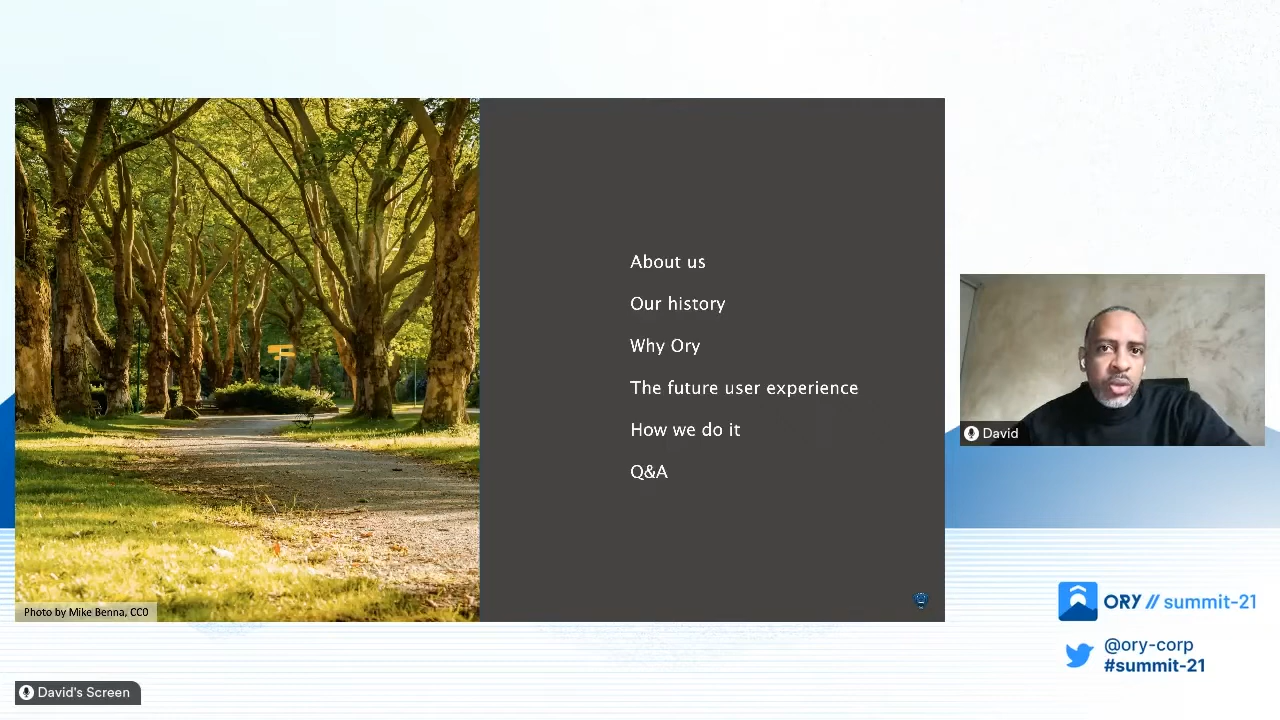 About us
Our history
Why Ory
The future user experience
How we do it
Q&A
Photo by Mike Benna, CC0
David
ORY // summit-21
@ory-corp
#summit-21
David's Screen